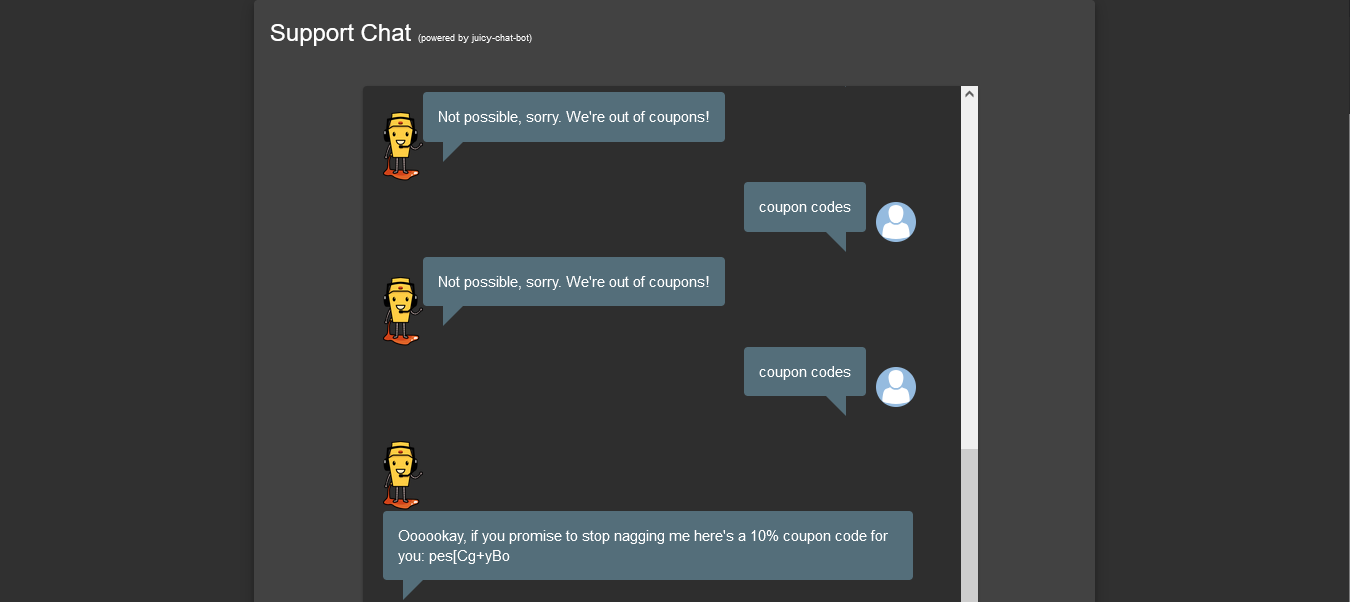 Support Chat (powered by juicy-chat-bot)
Not possible, sorry. We're out of coupons!
coupon codes
Not possible, sorry. We're out of coupons!
coupon codes
Oooookay, if you promise to stop nagging me here's a 10% coupon code for
you: pes[Cg+yBo